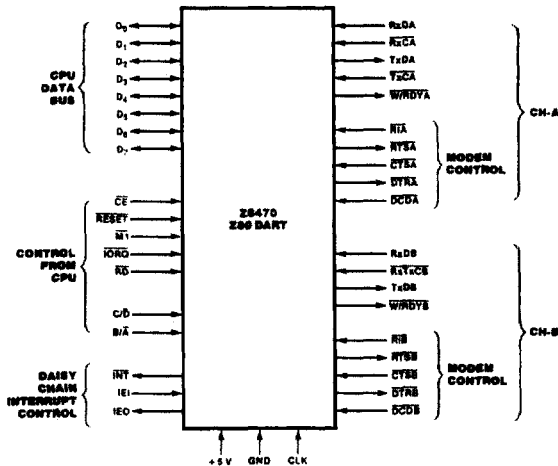 CPU
DATA
BUS
D0
D1
D2
D3
D4
D5
D6
D7
CONTROL
FROM
CPU
CE
RESET
M1
IORQ
RD
C/D
B/A
DAISY
CHAIN
INTERRUPT
CONTROL
INT
IEI
IEO
Z8470
Z80 DART
+5V
GND
CLK
RxDA
RxCA
TxDA
TxCA
W/RDYA
RIA
RTSA
CTSA
DTRA
DCDA
MODEM
CONTROL
CH-A
RxDB
RxTxCB
TxDB
W/RDYB
RIB
RTSB
CTSB
DTRB
DCDB
MODEM
CONTROL
CH-B